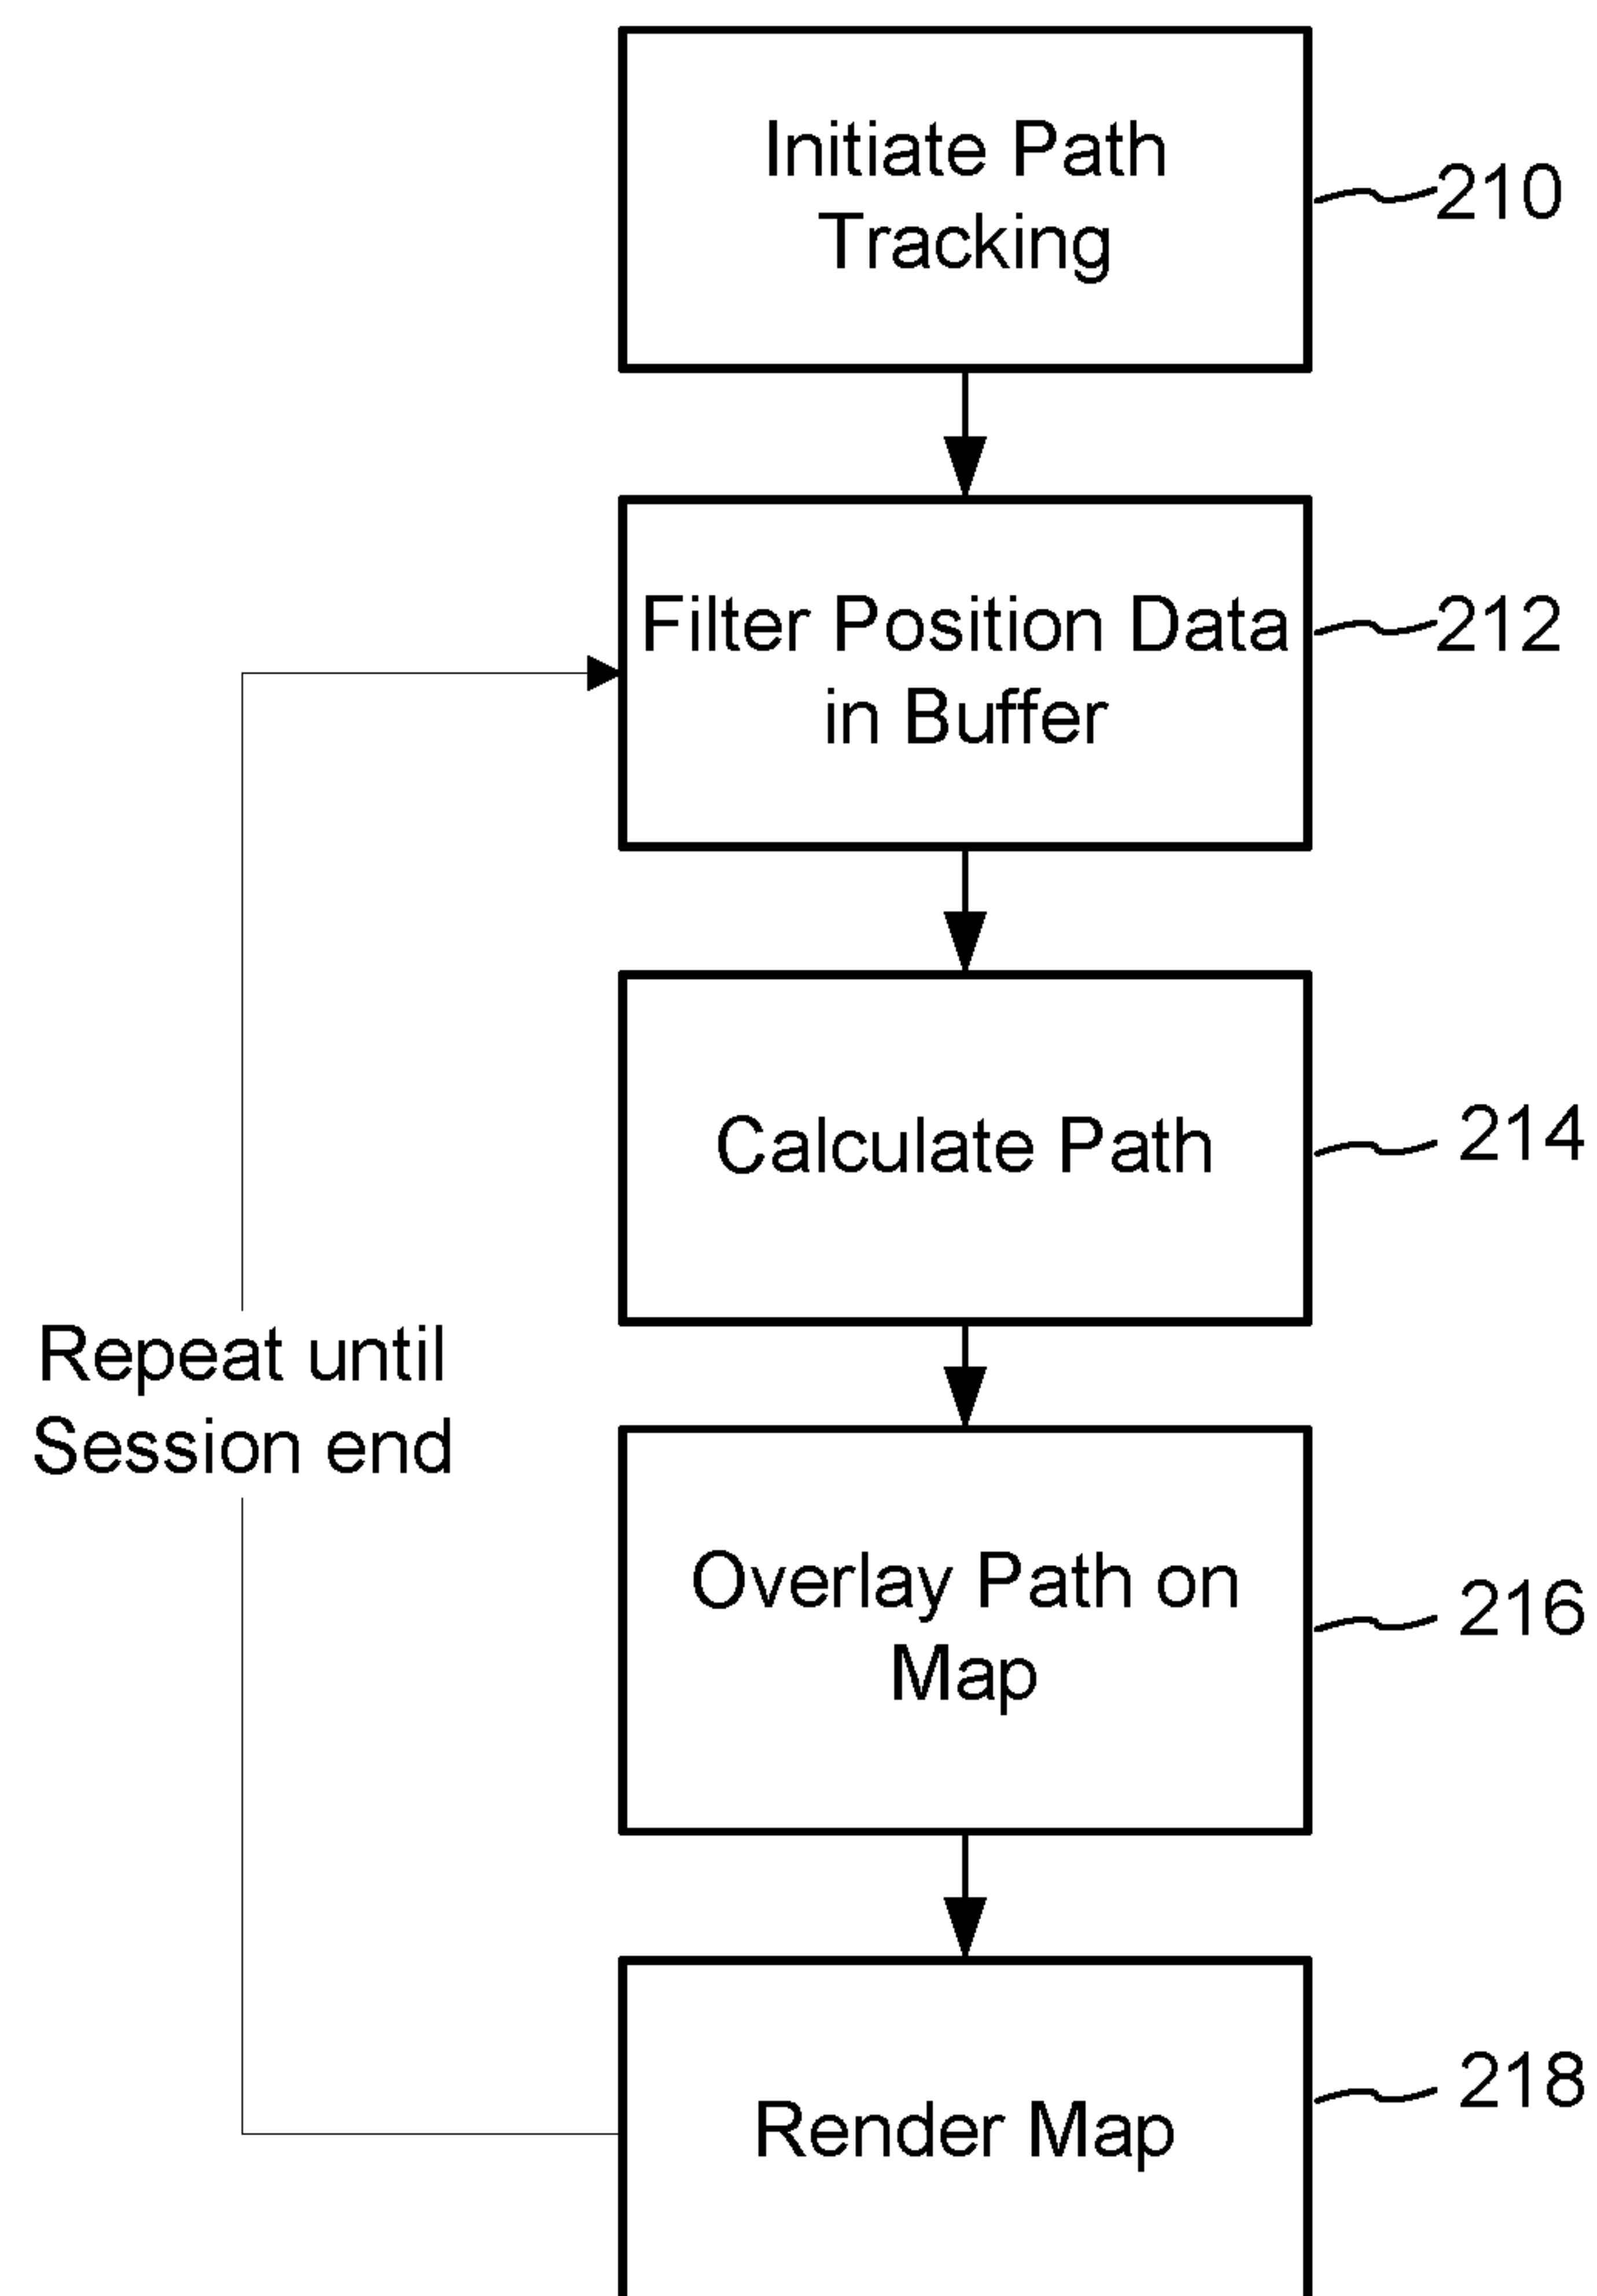 Initiate Path
Tracking
210
Filter Position Data
in Buffer
212
Calculate Path
214
Repeat until
Session end
Overlay Path on
Map
216
Render Map
218